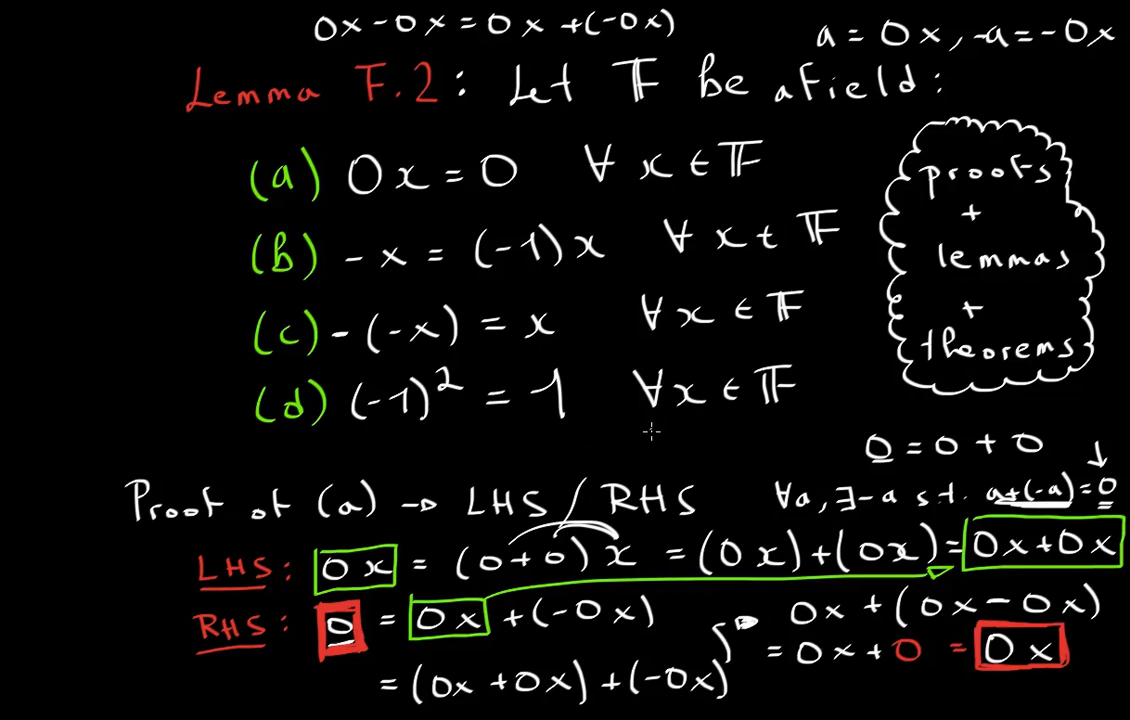 0x - 0x = 0x + (-0x)
a = 0x, -a = -0x
Lemma F.2: Let 𝔽 be afield:
(a) 0x = 0 ∀ x ∈ 𝔽
(b) -x = (-1)x ∀ x ∈ 𝔽
(c) -(-x) = x ∀ x ∈ 𝔽
(d) (-1)² = 1 ∀ x ∈ 𝔽
proofs
+
lemmas
+
theorems
0 = 0 + 0 ↓
Proof of (a) → LHS / RHS ∀a, ∃-a s.t. a+(-a) = 0
LHS: 0x = (0+0)x = (0x)+(0x) = 0x+0x
RHS: 0 = 0x + (-0x)
= (0x + 0x) + (-0x)
0x + (0x - 0x)
= 0x + 0 = 0x